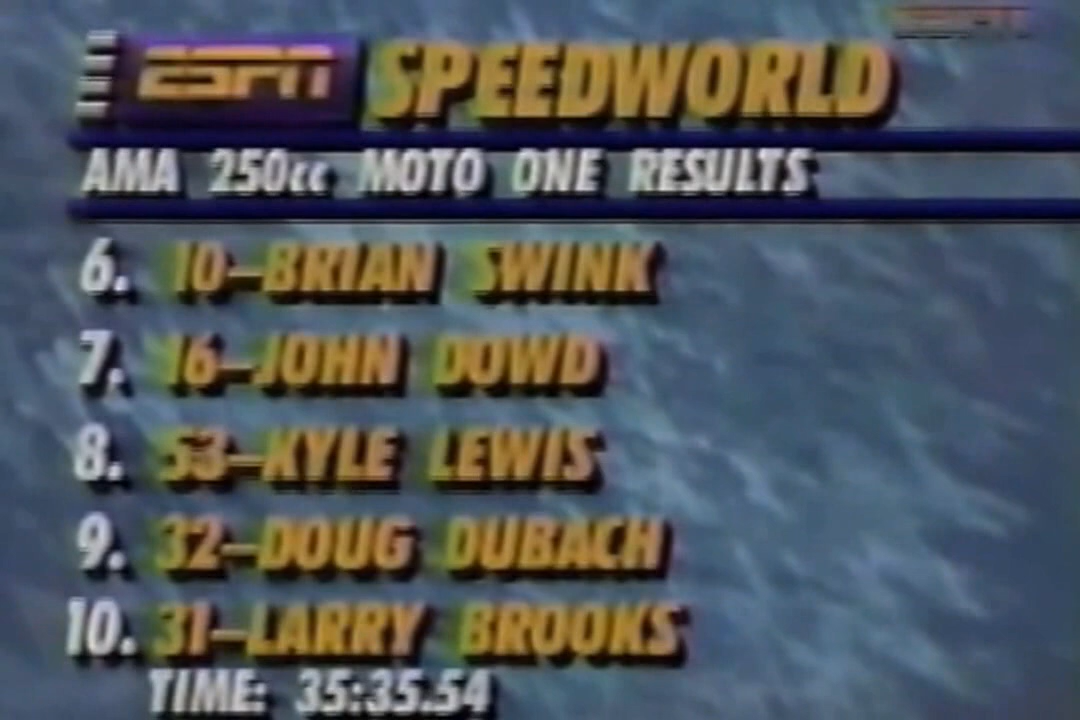 ESPN
ESPN SPEEDWORLD
AMA 250cc MOTO ONE RESULTS
6. 10-BRIAN SWINK
7. 16-JOHN DOWD
8. 53-KYLE LEWIS
9. 32-DOUG DUBACH
10. 31-LARRY BROOKS
TIME: 35:35.54